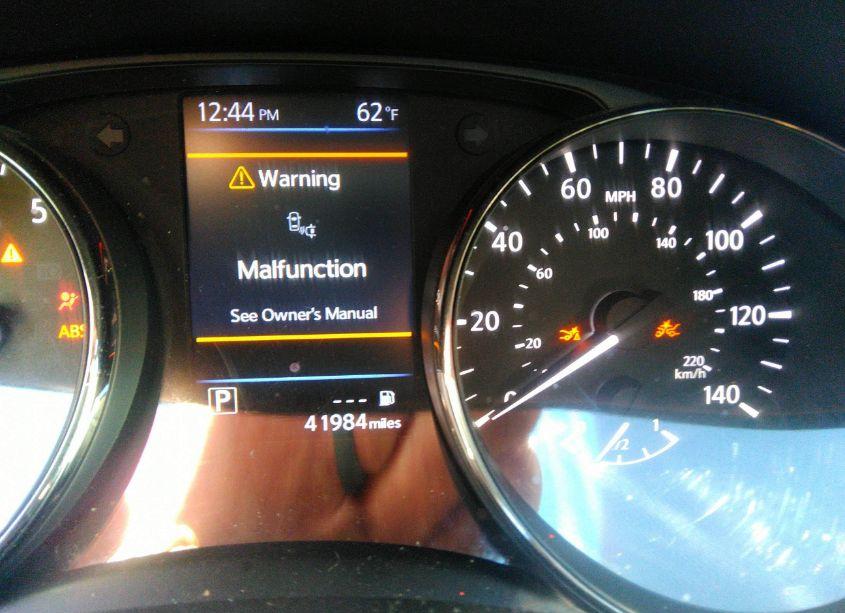 12:44 PM 62°F
Warning
Malfunction
See Owner's Manual
P ---
41984 miles
5
ABS
MPH
20
40
60
80
100
120
140
20
60
100
140
180
220
km/h
1/2
1